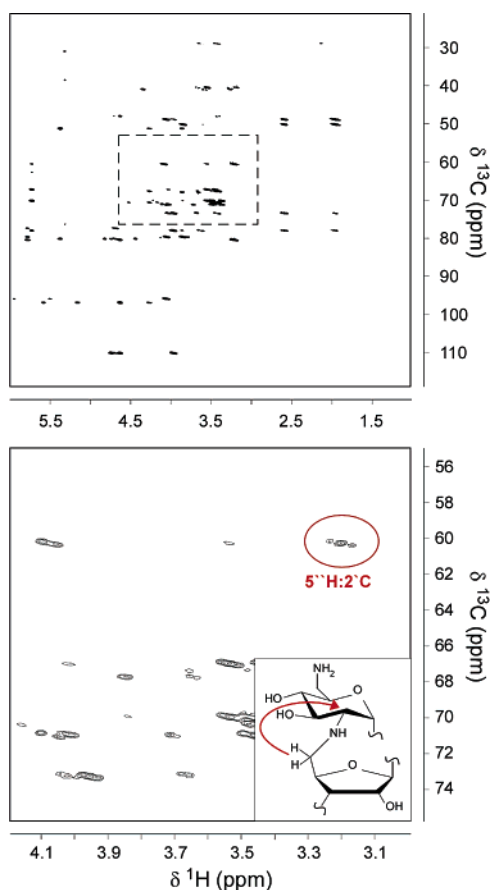 30
40
50
60
70
80
90
100
110
δ ¹³C (ppm)
5.5 4.5 3.5 2.5 1.5
56
58
60
62
64
66
68
70
72
74
δ ¹³C (ppm)
5``H:2`C
NH₂
HO
O
HO
NH
H
H
O
OH
4.1 3.9 3.7 3.5 3.3 3.1
δ ¹H (ppm)